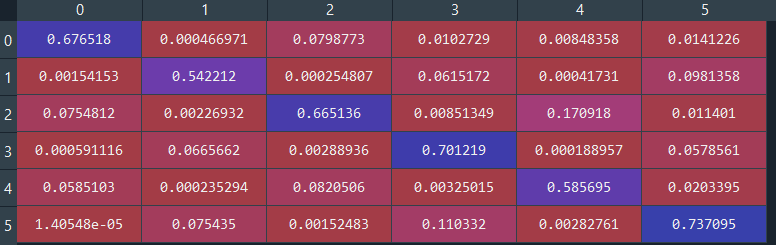 0 1 2 3 4 5
0 0.676518 0.000466971 0.0798773 0.0102729 0.00848358 0.0141226
1 0.00154153 0.542212 0.000254807 0.0615172 0.00041731 0.0981358
2 0.0754812 0.00226932 0.665136 0.00851349 0.170918 0.011401
3 0.000591116 0.0665662 0.00288936 0.701219 0.000188957 0.0578561
4 0.0585103 0.000235294 0.0820506 0.00325015 0.585695 0.0203395
5 1.40548e-05 0.075435 0.00152483 0.110332 0.00282761 0.737095